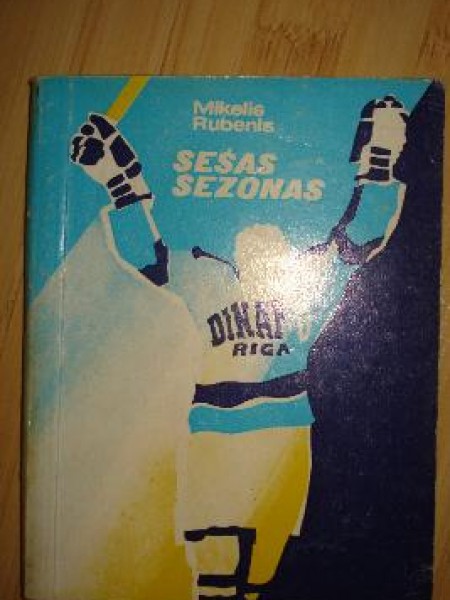 Mikelis
Rubenis
SEŠAS
SEZONAS
DINAMO
RIGA